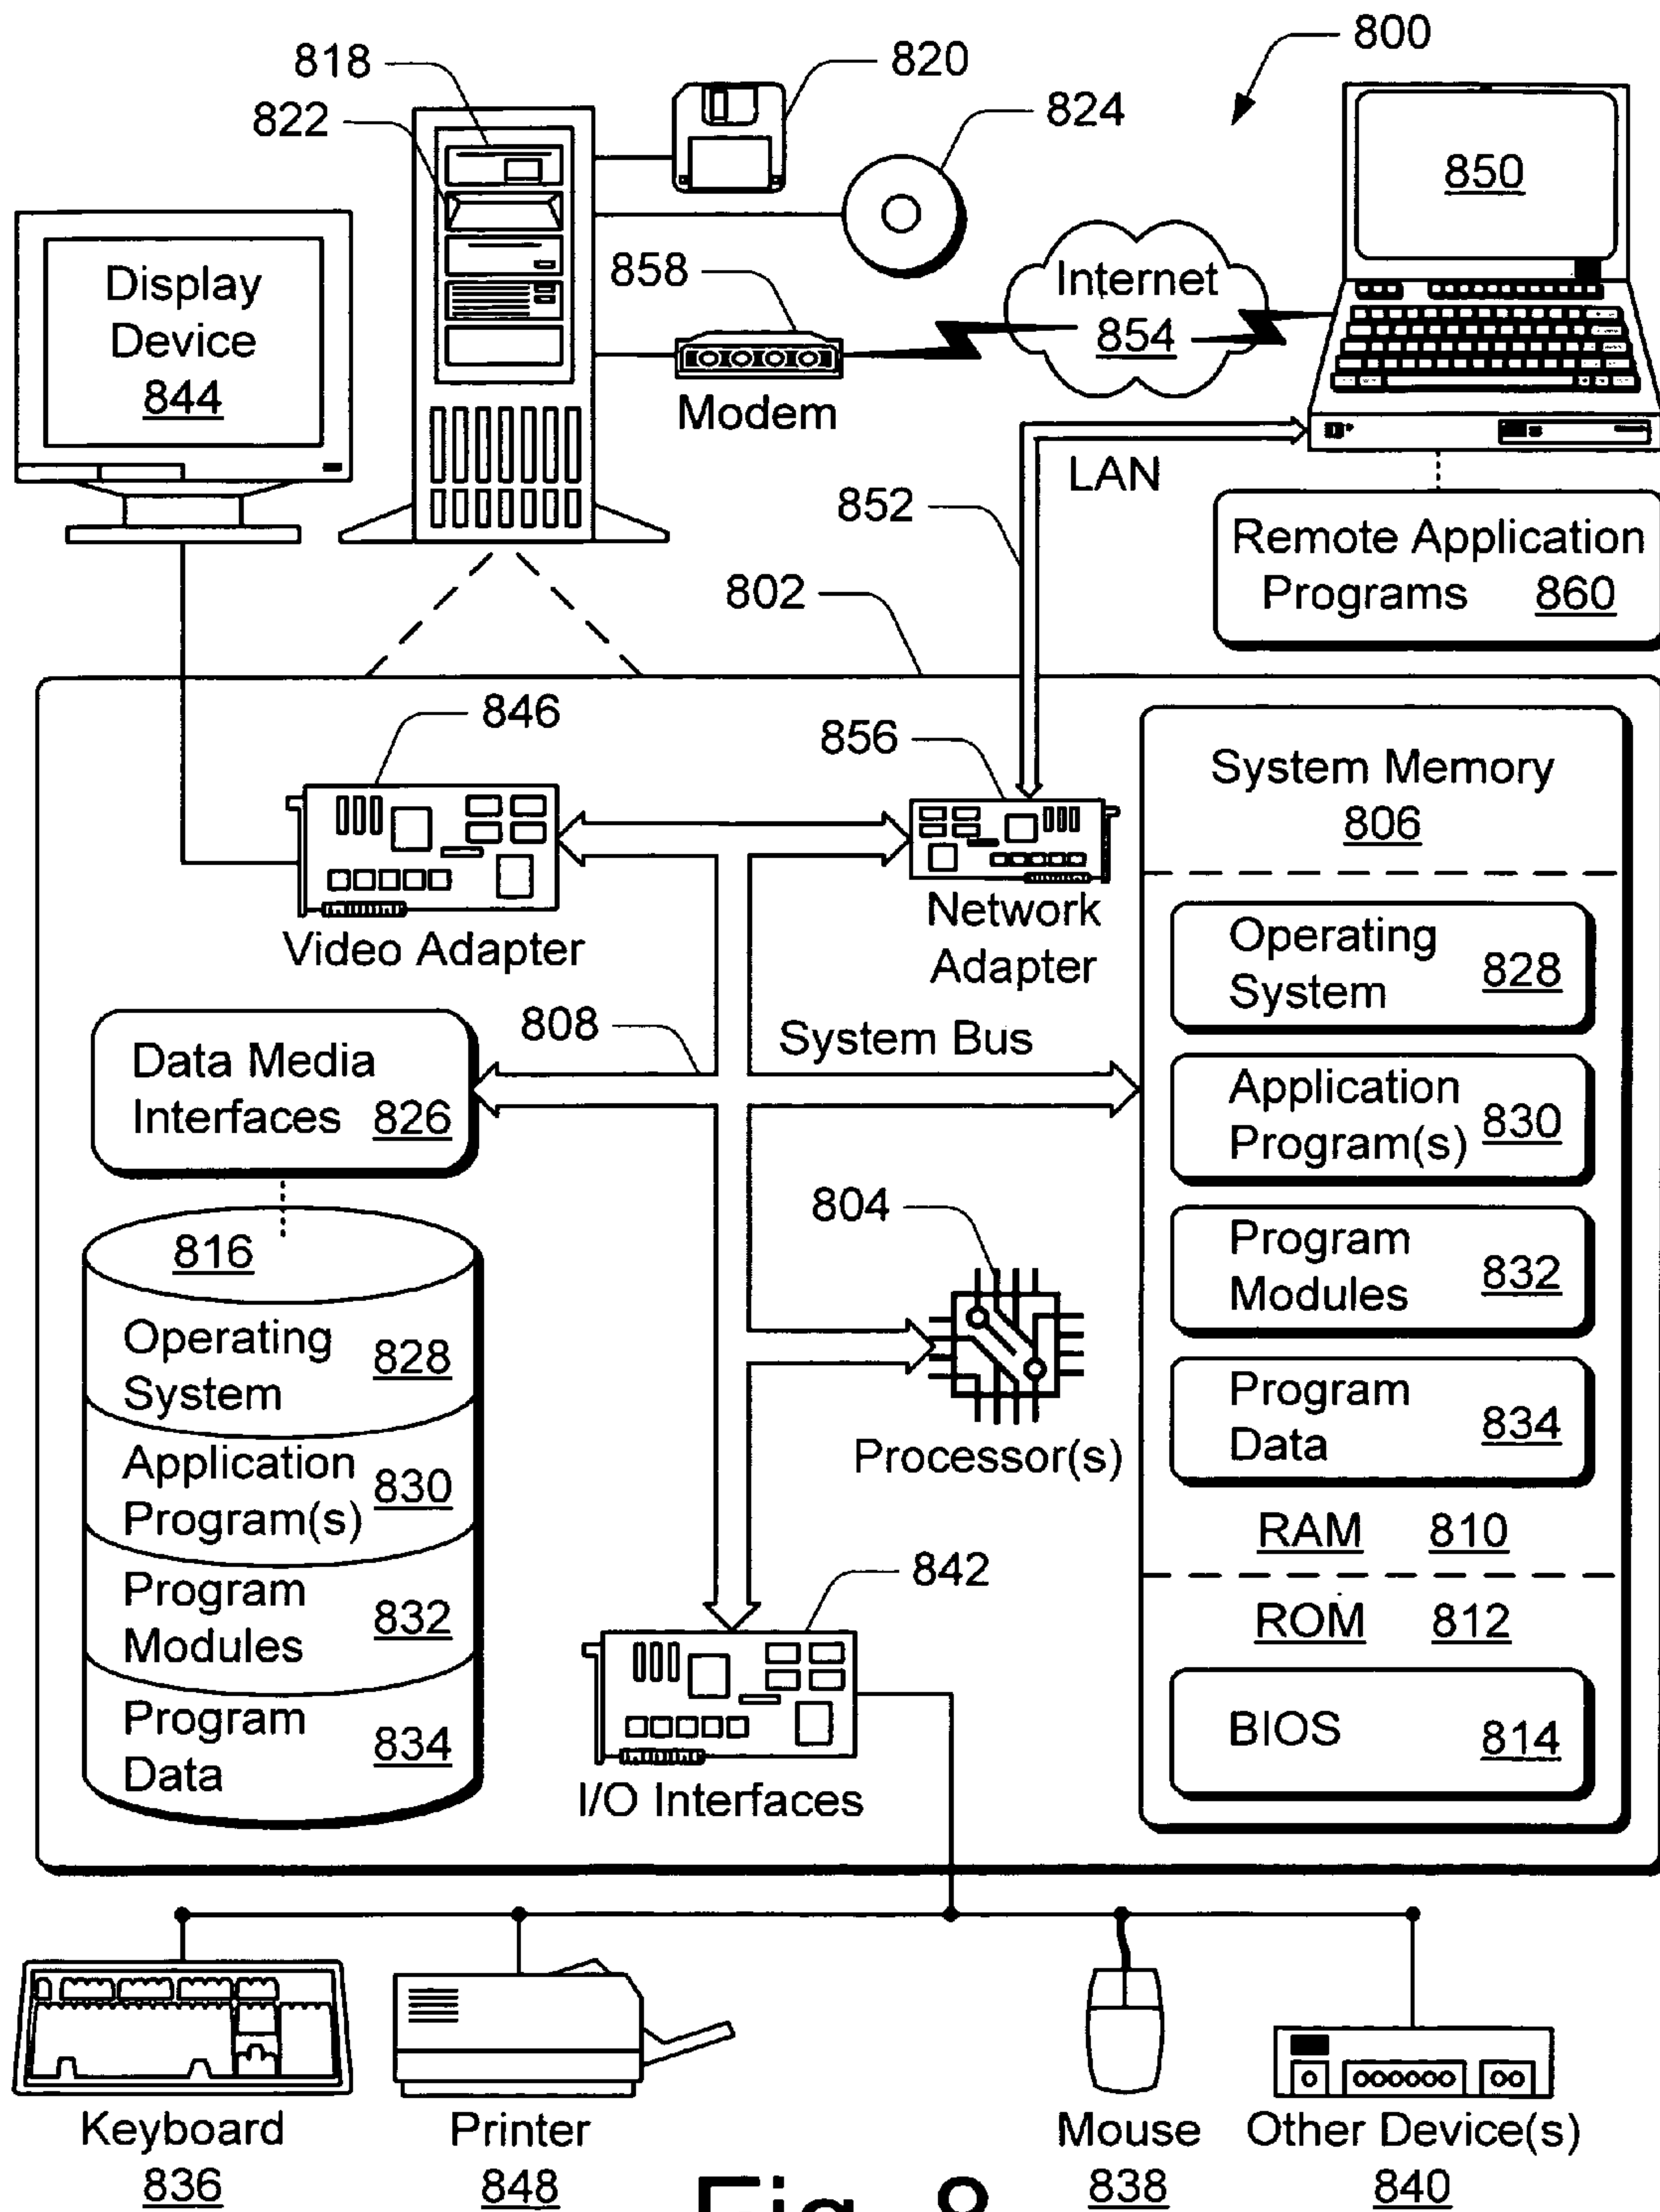 800
818
820
822
824
850
Display
Device
844
858
Internet
854
Modem
LAN
852
Remote Application
Programs 860
802
846
856
System Memory
806
Video Adapter
Network
Adapter
Operating
System 828
808
System Bus
Data Media
Interfaces 826
Application
Program(s) 830
804
Program
Modules 832
816
Operating
System 828
Processor(s)
Program
Data 834
Application
Program(s) 830
RAM 810
842
ROM 812
Program
Modules 832
BIOS 814
Program
Data 834
I/O Interfaces
Keyboard
836
Printer
848
Mouse
838
Other Device(s)
840
Fig. 8